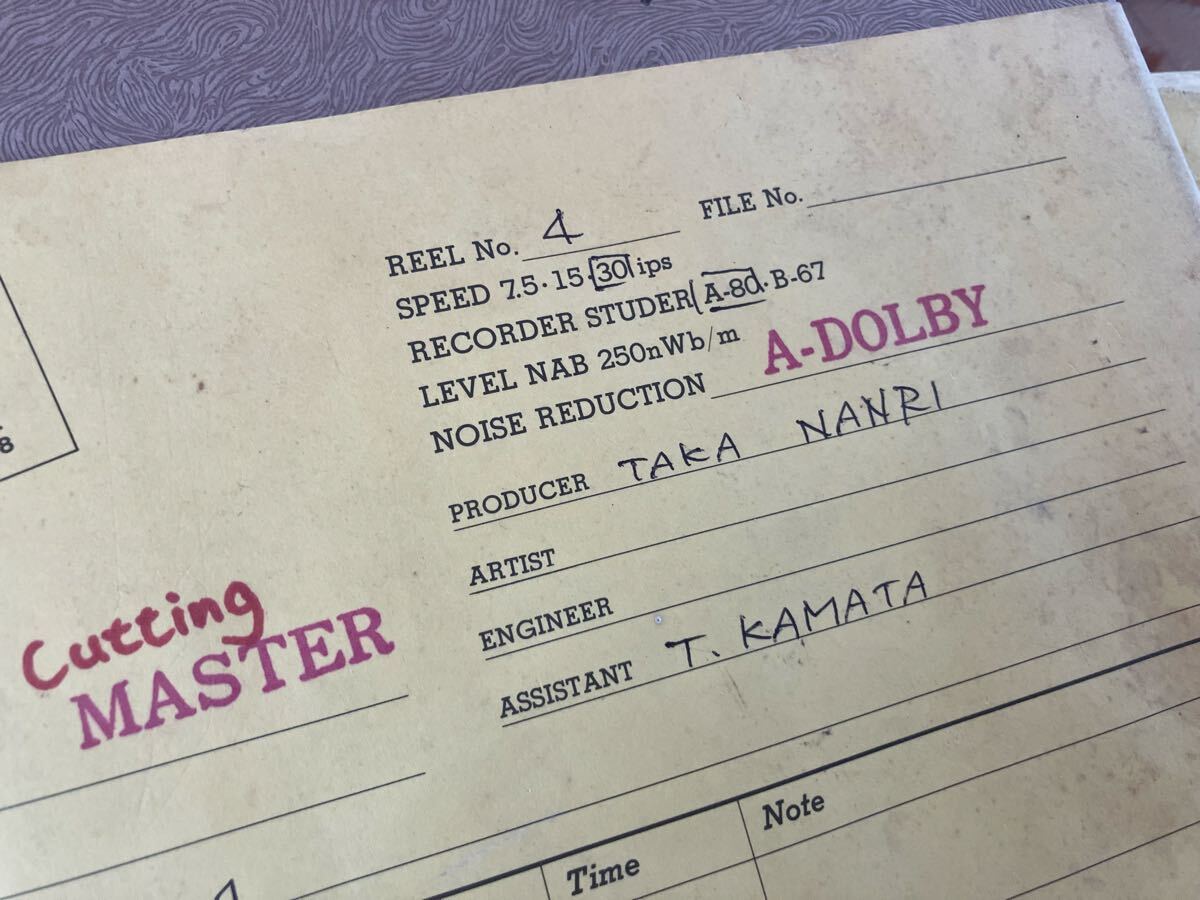 REEL No. 4 FILE No.
SPEED 7.5·15·30 ips
RECORDER STUDER A-80·B-67
LEVEL NAB 250nWb/m
NOISE REDUCTION A-DOLBY
PRODUCER TAKA NANRI
ARTIST
ENGINEER
ASSISTANT T. KAMATA
8
Cutting
MASTER
Time Note